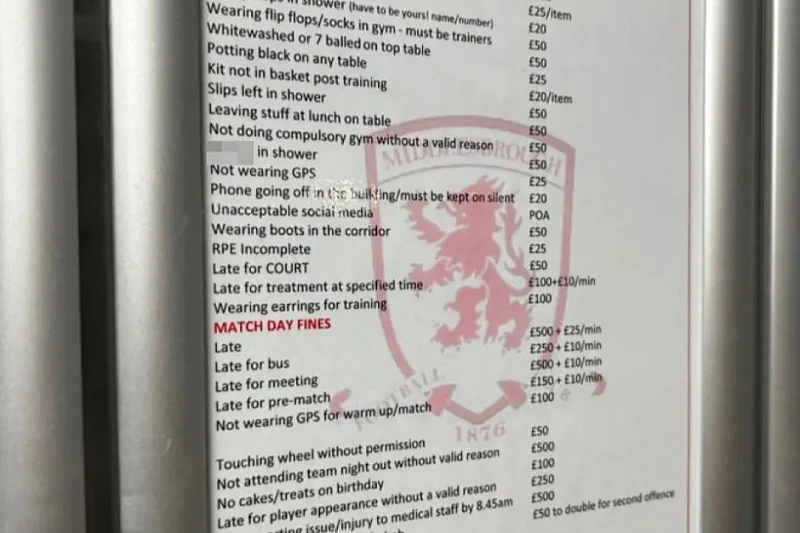 £25/item
in shower (have to be yours! name/number) £20
Wearing flip flops/socks in gym - must be trainers £50
Whitewashed or 7 balled on top table £50
Potting black on any table £25
Kit not in basket post training £20/item
Slips left in shower £50
Leaving stuff at lunch on table £50
Not doing compulsory gym without a valid reason £50
in shower £50
Not wearing GPS £25
Phone going off in the building/must be kept on silent £20
Unacceptable social media POA
Wearing boots in the corridor £50
RPE Incomplete £25
Late for COURT £50
Late for treatment at specified time £100+£10/min
Wearing earrings for training £100
MATCH DAY FINES
Late £500 + £25/min
Late for bus £250 + £10/min
Late for meeting £500 + £10/min
Late for pre-match £150 + £10/min
Not wearing GPS for warm up/match £100
Touching wheel without permission £50
Not attending team night out without valid reason £500
No cakes/treats on birthday £100
Late for player appearance without a valid reason £250
issue/injury to medical staff by 8.45am £500
£50 to double for second offence
MIDDLESBROUGH
FOOTBALL
1876